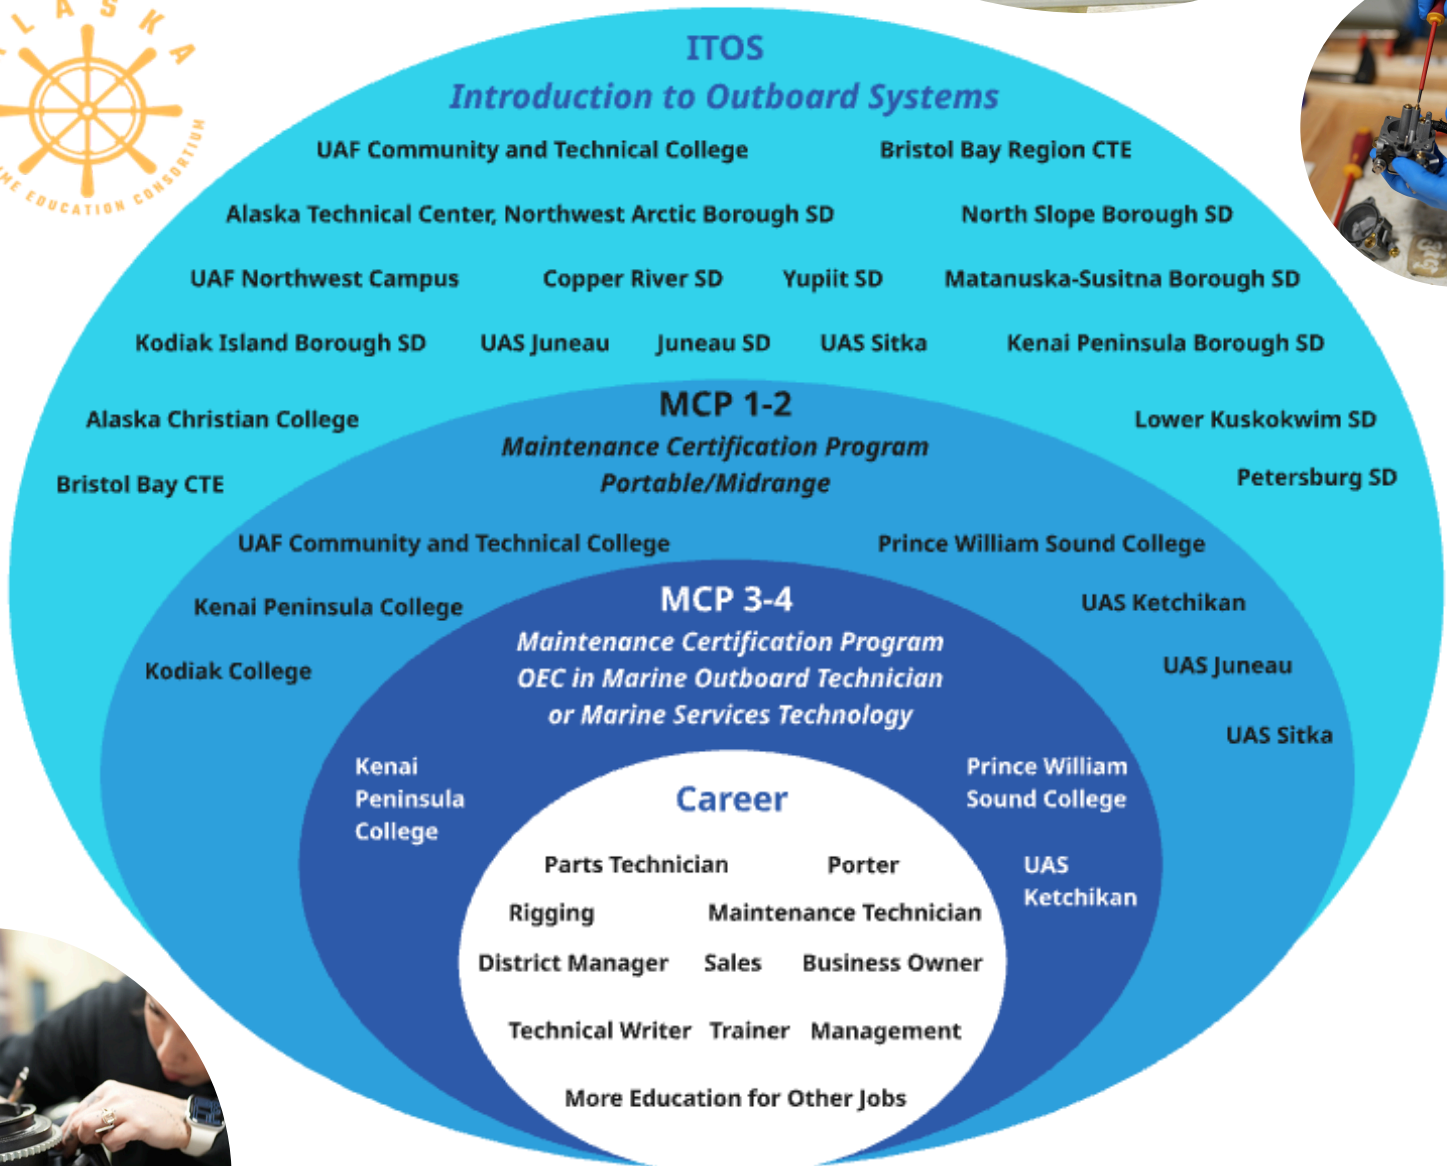 ALASKA
EDUCATION CONSORTIUM
ITOS
Introduction to Outboard Systems
UAF Community and Technical College Bristol Bay Region CTE
Alaska Technical Center, Northwest Arctic Borough SD North Slope Borough SD
UAF Northwest Campus Copper River SD Yupiit SD Matanuska-Susitna Borough SD
Kodiak Island Borough SD UAS Juneau Juneau SD UAS Sitka Kenai Peninsula Borough SD
Alaska Christian College Lower Kuskokwim SD
Bristol Bay CTE Petersburg SD
MCP 1-2
Maintenance Certification Program
Portable/Midrange
UAF Community and Technical College Prince William Sound College
Kenai Peninsula College UAS Ketchikan
Kodiak College UAS Juneau
UAS Sitka
MCP 3-4
Maintenance Certification Program
OEC in Marine Outboard Technician
or Marine Services Technology
Kenai
Peninsula
College
Prince William
Sound College
UAS
Ketchikan
Career
Parts Technician Porter
Rigging Maintenance Technician
District Manager Sales Business Owner
Technical Writer Trainer Management
More Education for Other Jobs